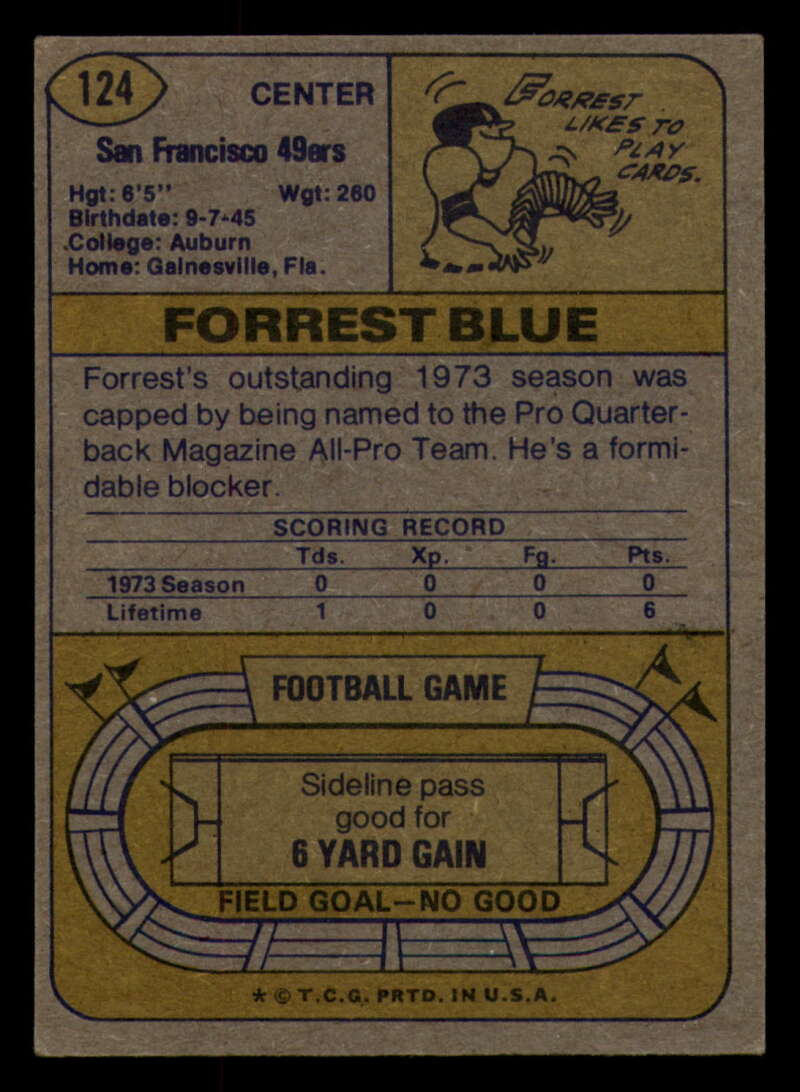 124
CENTER
San Francisco 49ers
Hgt: 6'5" Wgt: 260
Birthdate: 9-7-45
College: Auburn
Home: Gainesville, Fla.
FORREST
LIKES TO
PLAY
CARDS.
FORREST BLUE
Forrest's outstanding 1973 season was
capped by being named to the Pro Quarter-
back Magazine All-Pro Team. He's a formi-
dable blocker.
SCORING RECORD
Tds. Xp. Fg. Pts.
1973 Season 0 0 0 0
Lifetime 1 0 0 6
FOOTBALL GAME
Sideline pass
good for
6 YARD GAIN
FIELD GOAL—NO GOOD
* © T.C.G. PRTD. IN U.S.A.